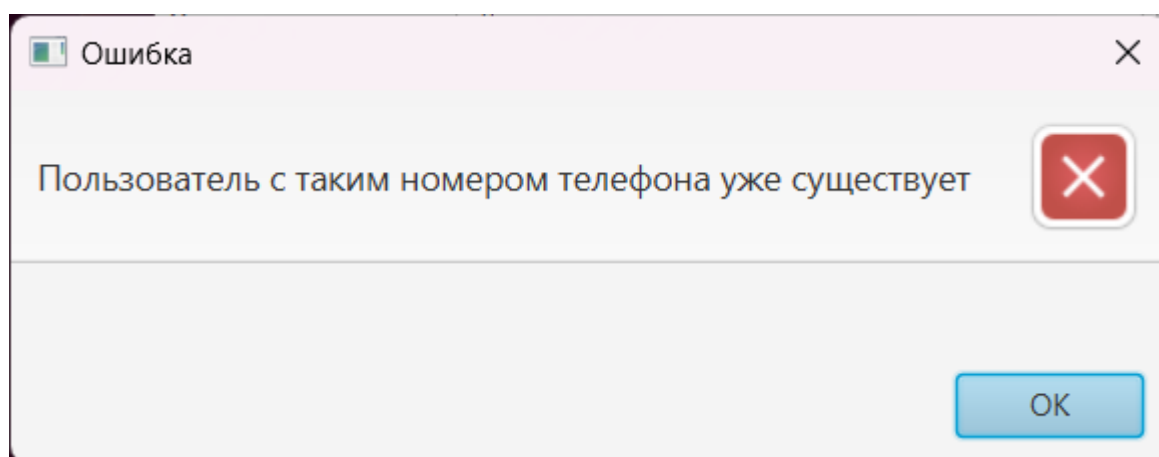 Ошибка
Пользователь с таким номером телефона уже существует
OK